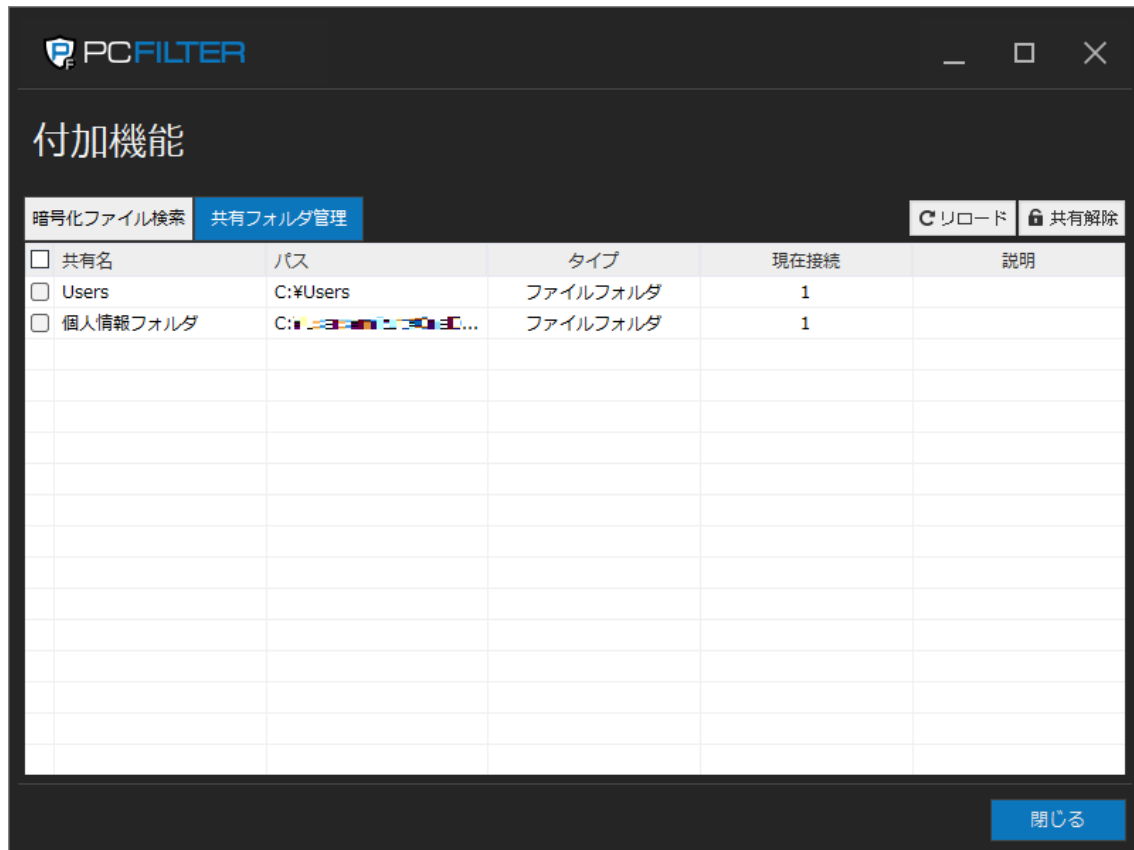 PCFILTER
付加機能
暗号化ファイル検索 共有フォルダ管理 リロード 共有解除
共有名 パス タイプ 現在接続 説明
Users C:¥Users ファイルフォルダ 1
個人情報フォルダ C: ... ファイルフォルダ 1
閉じる